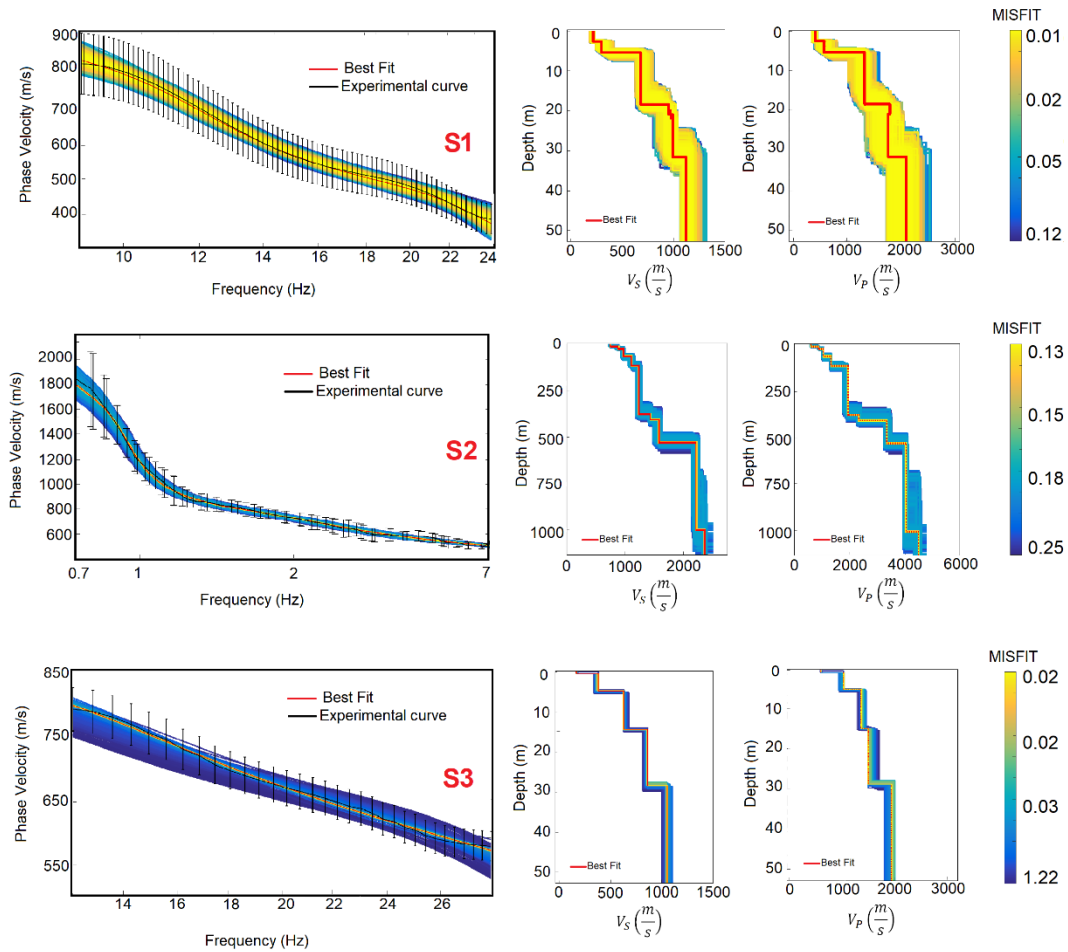 MISFIT
900
800
700
600
500
400
10 12 14 16 18 20 22 24
Phase Velocity (m/s)
Frequency (Hz)
Best Fit
Experimental curve
S1
0
10
20
30
40
50
0 500 1000 1500
Depth (m)
Best Fit
V_S (m/s)
0
10
20
30
40
50
0 1000 2000 3000
Depth (m)
Best Fit
V_P (m/s)
0.01
0.02
0.05
0.12
2000
1800
1600
1400
1200
1000
800
600
0.7 1 2 7
Phase Velocity (m/s)
Frequency (Hz)
Best Fit
Experimental curve
S2
0
250
500
750
1000
0 1000 2000
Depth (m)
Best Fit
V_S (m/s)
0
250
500
750
1000
0 2000 4000 6000
Depth (m)
Best Fit
V_P (m/s)
MISFIT
0.13
0.15
0.18
0.25
850
750
650
550
14 16 18 20 22 24 26
Phase Velocity (m/s)
Frequency (Hz)
Best Fit
Experimental curve
S3
0
10
20
30
40
50
0 500 1000 1500
Depth (m)
Best Fit
V_S (m/s)
0
10
20
30
40
50
0 1000 2000 3000
Depth (m)
Best Fit
V_P (m/s)
MISFIT
0.02
0.02
0.03
1.22